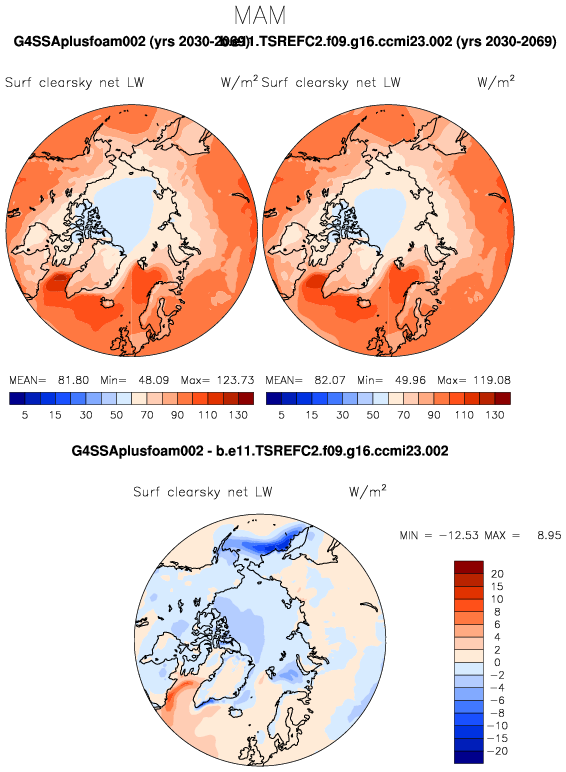 MAM
G4SSAplusfoam002 (yrs 2030-2069) b.e11.TSREFC2.f09.g16.ccmi23.002 (yrs 2030-2069)
Surf clearsky net LW W/m² Surf clearsky net LW W/m²
MEAN= 81.80 Min= 48.09 Max= 123.73 MEAN= 82.07 Min= 49.96 Max= 119.08
5 15 30 50 70 90 110 130 5 15 30 50 70 90 110 130
G4SSAplusfoam002 - b.e11.TSREFC2.f09.g16.ccmi23.002
Surf clearsky net LW W/m²
MIN = -12.53 MAX = 8.95
20
15
10
8
6
4
2
0
-2
-4
-6
-8
-10
-15
-20